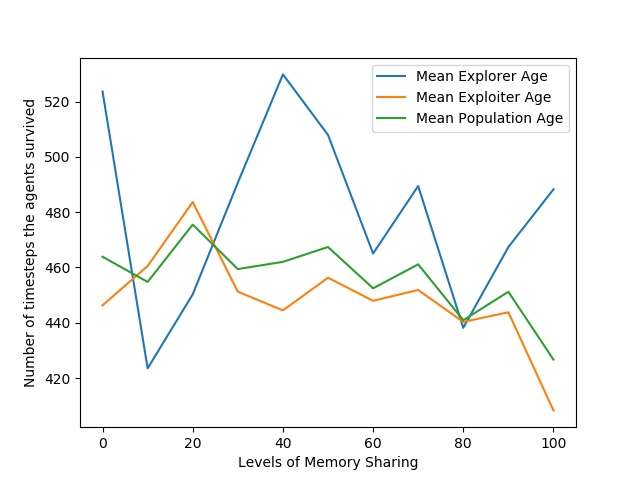 Mean Explorer Age
Mean Exploiter Age
Mean Population Age
Number of timesteps the agents survived
520
500
480
460
440
420
0 20 40 60 80 100
Levels of Memory Sharing